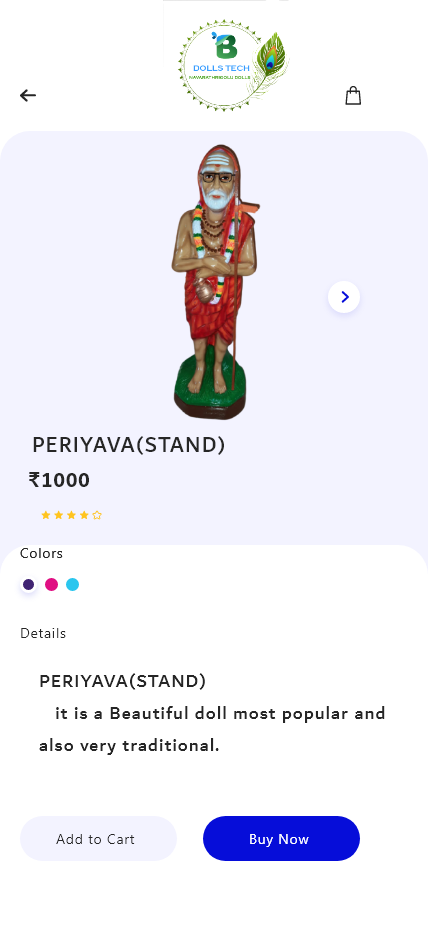 B
DOLLS TECH
NAVARATHIRIGOLU DOLLS
PERIYAVA(STAND)
₹1000
Colors
Details
PERIYAVA(STAND)
it is a Beautiful doll most popular and
also very traditional.
Add to Cart
Buy Now